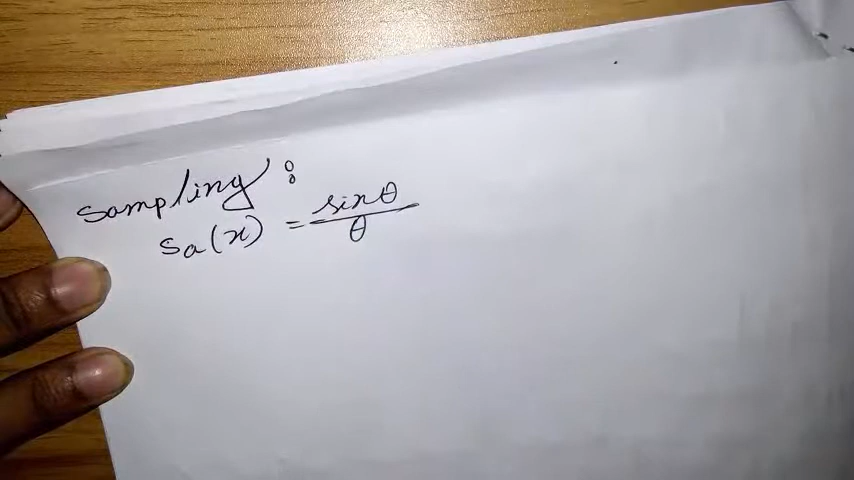 Sampling :
Sa(x) = sinθ/θ